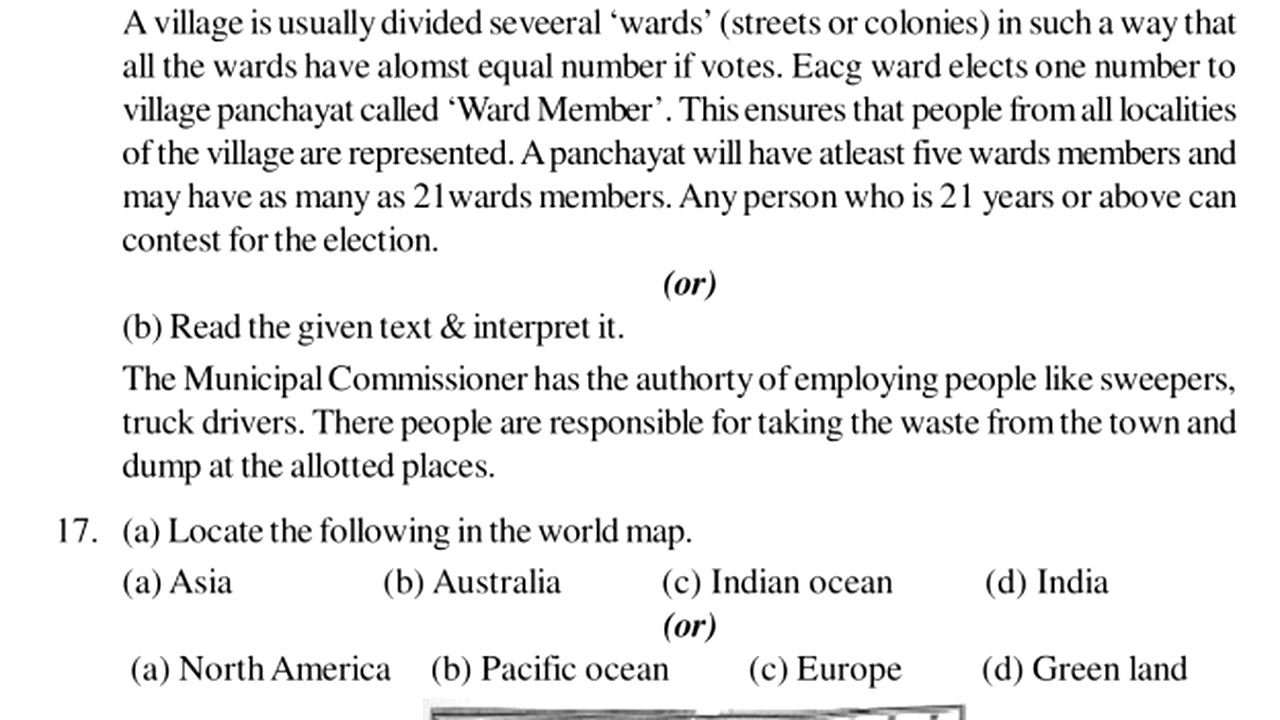 A village is usually divided seveeral ‘wards’ (streets or colonies) in such a way that
all the wards have alomst equal number if votes. Eacg ward elects one number to
village panchayat called ‘Ward Member’. This ensures that people from all localities
of the village are represented. A panchayat will have atleast five wards members and
may have as many as 21wards members. Any person who is 21 years or above can
contest for the election.
(or)
(b) Read the given text & interpret it.
The Municipal Commissioner has the authorty of employing people like sweepers,
truck drivers. There people are responsible for taking the waste from the town and
dump at the allotted places.
17. (a) Locate the following in the world map.
(a) Asia (b) Australia (c) Indian ocean (d) India
(or)
(a) North America (b) Pacific ocean (c) Europe (d) Green land